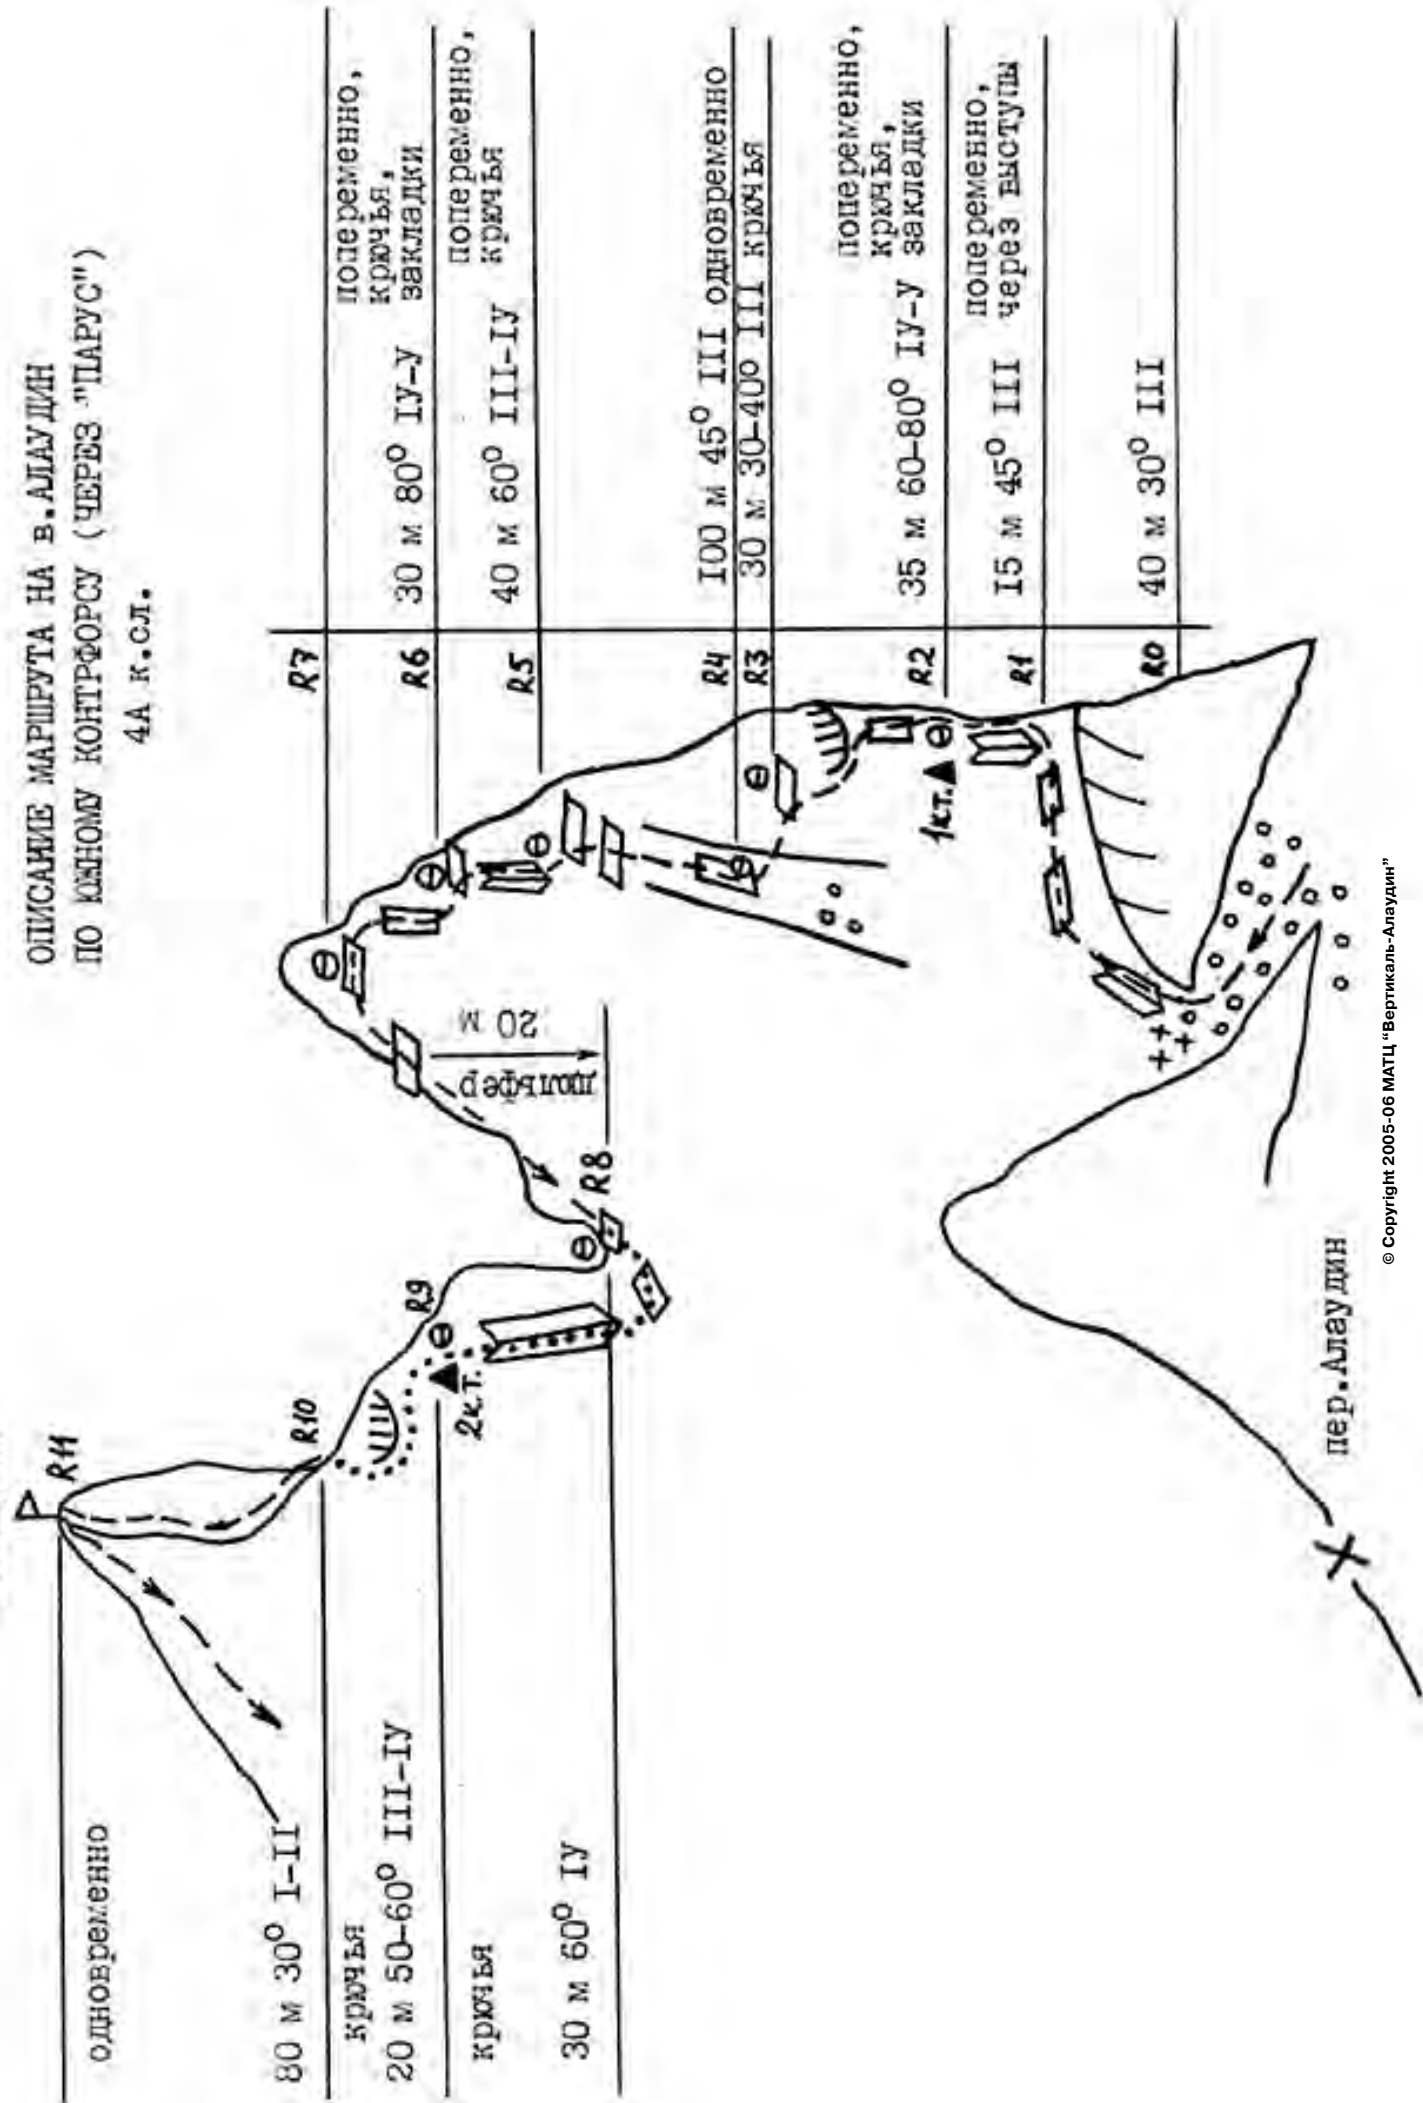 ОПИСАНИЕ МАРШРУТА НА в.АЛАУДИН
ПО ЮЖНОМУ КОНТРФОРСУ (ЧЕРЕЗ "ПАРУС")
4А к.сл.
R7
попеременно,
крючья,
30 м 80° IУ-У закладки
R6
попеременно,
40 м 60° III-IУ крючья
R5
100 м 45° III одновременно
R4
30 м 30-40° III крючья
R3
попеременно,
крючья,
35 м 60-80° IУ-У закладки
R2
попеременно,
15 м 45° III через выступы
R1
40 м 30° III
R0
1к.т.
дюльфер
20 м
R8
R9
2к.т.
R10
R11
одновременно
80 м 30° I-II
крючья
20 м 50-60° III-IУ
крючья
30 м 60° IУ
пер.Алаудин
© Copyright 2005-06 МАТЦ "Вертикаль-Алаудин"